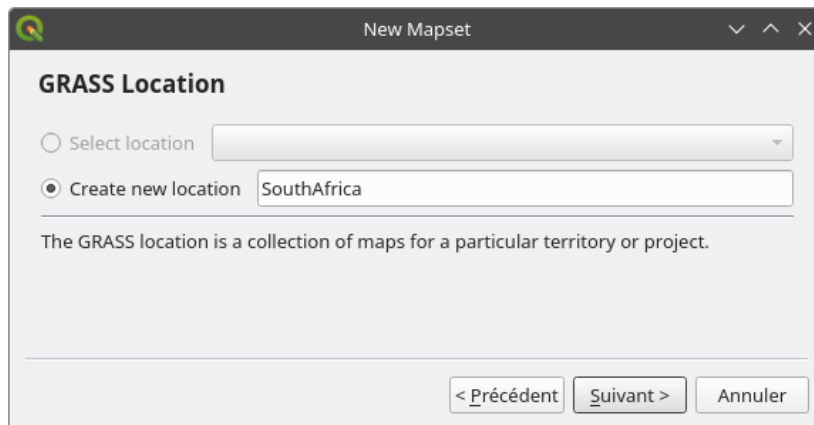 New Mapset
GRASS Location
Select location
Create new location SouthAfrica
The GRASS location is a collection of maps for a particular territory or project.
< Précédent Suivant > Annuler